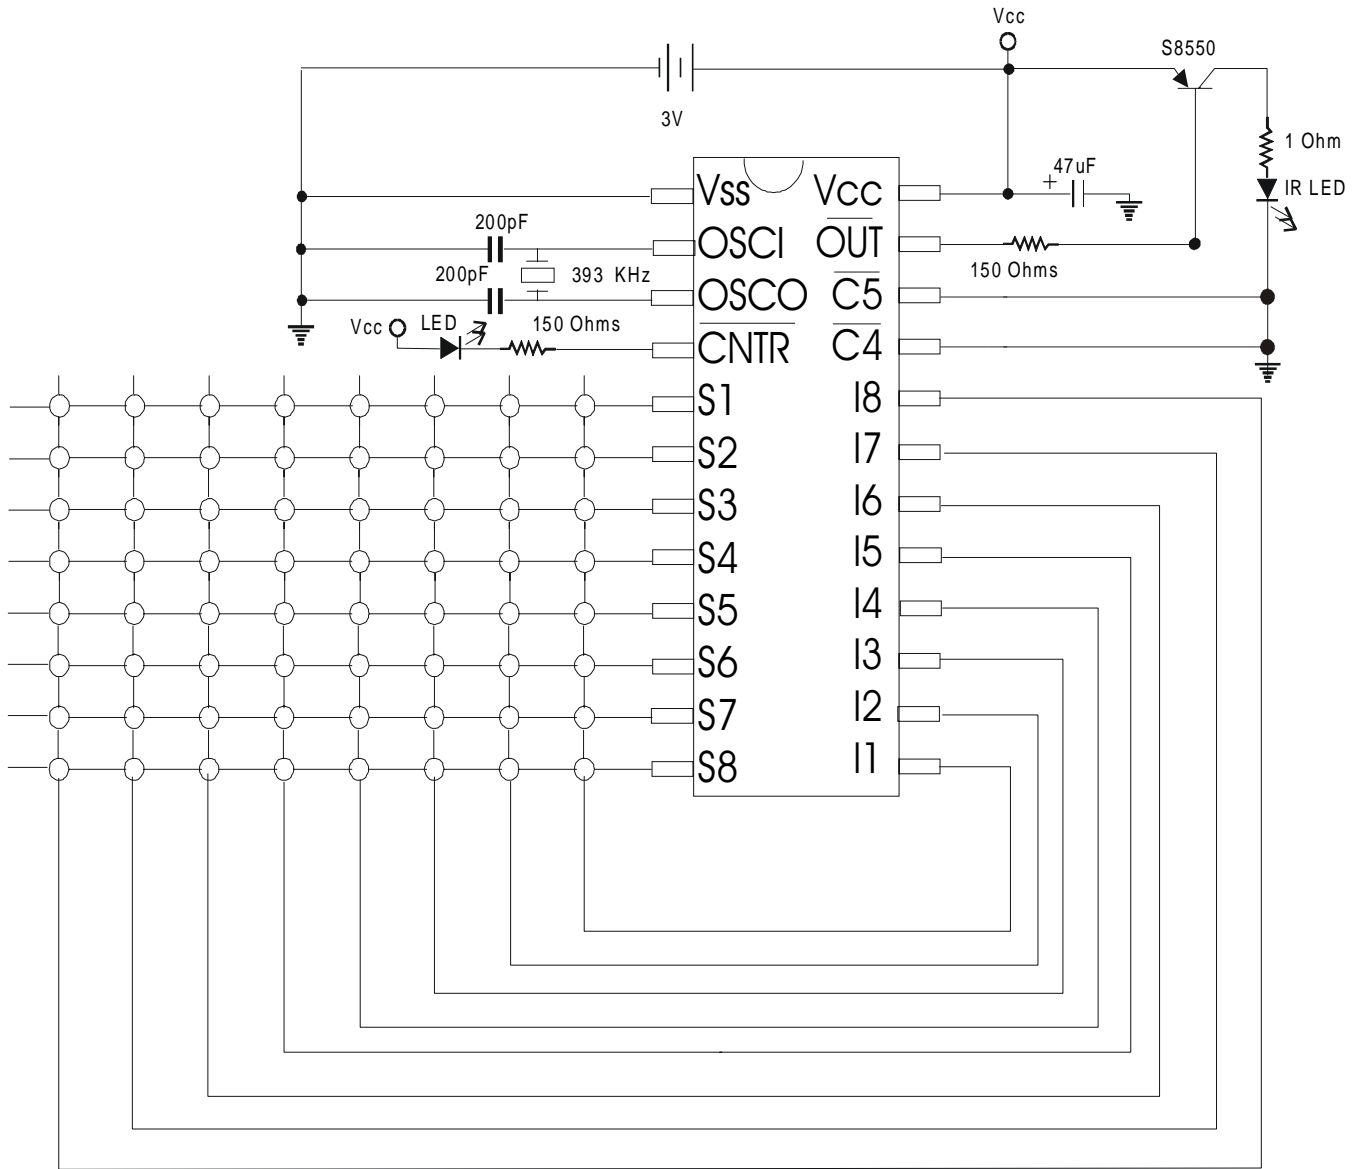 Vcc
S8550
3V
1 Ohm
47uF
+
IR LED
Vss
Vcc
200pF
OSCI
OUT
200pF
393 KHz
150 Ohms
OSCO
C5
Vcc
LED
150 Ohms
CNTR
C4
S1
I8
S2
I7
S3
I6
S4
I5
S5
I4
S6
I3
S7
I2
S8
I1